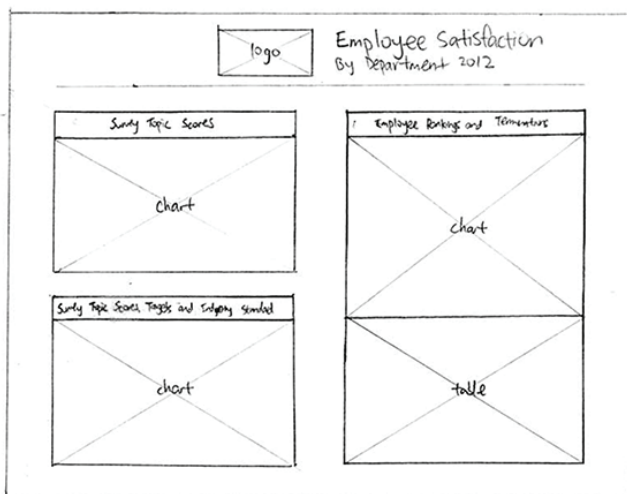 logo
Employee Satisfaction
By Department 2012
Survey Topic Scores
chart
Survey Topic Scores, Targets and Industry Standard
chart
Employee Rankings and Terminations
chart
table